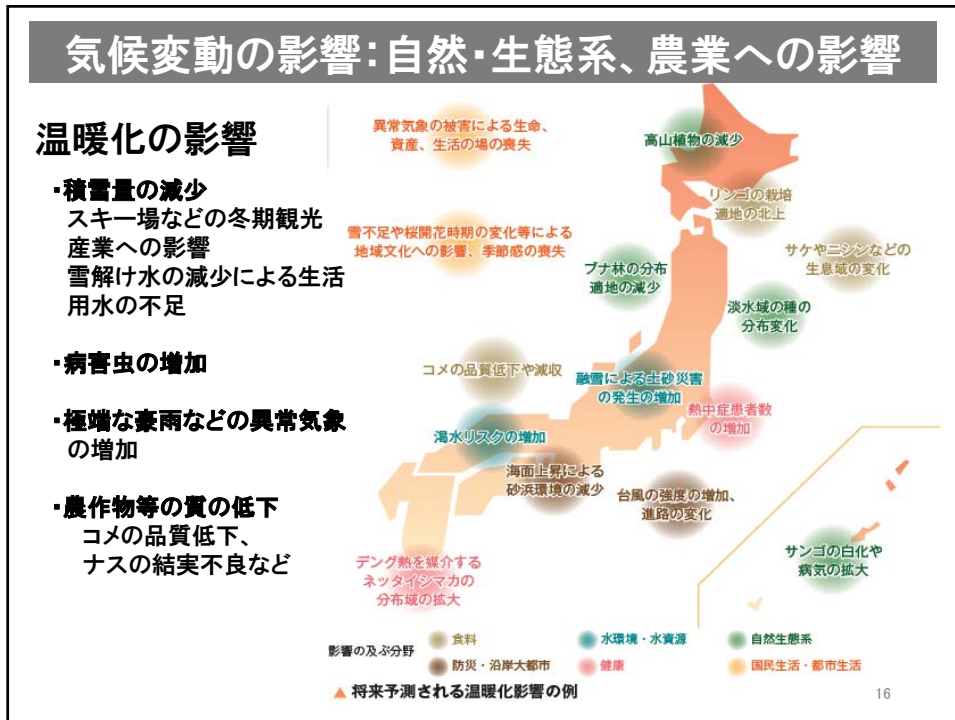 気候変動の影響：自然・生態系、農業への影響
温暖化の影響
・積雪量の減少
スキー場などの冬期観光
産業への影響
雪解け水の減少による生活
用水の不足
・病害虫の増加
・極端な豪雨などの異常気象
の増加
・農作物等の質の低下
コメの品質低下、
ナスの結実不良など
異常気象の被害による生命、
資産、生活の場の喪失
高山植物の減少
リンゴの栽培
適地の北上
雪不足や桜開花時期の変化等による
地域文化への影響、季節感の喪失
サケやニシンなどの
生息域の変化
ブナ林の分布
適地の減少
淡水域の種の
分布変化
コメの品質低下や減収
融雪による土砂災害
の発生の増加
熱中症患者数
の増加
渇水リスクの増加
海面上昇による
砂浜環境の減少
台風の強度の増加、
進路の変化
サンゴの白化や
病気の拡大
デング熱を媒介する
ネッタイシマカの
分布域の拡大
影響の及ぶ分野
食料
水環境・水資源
自然生態系
防災・沿岸大都市
健康
国民生活・都市生活
▲ 将来予測される温暖化影響の例
16